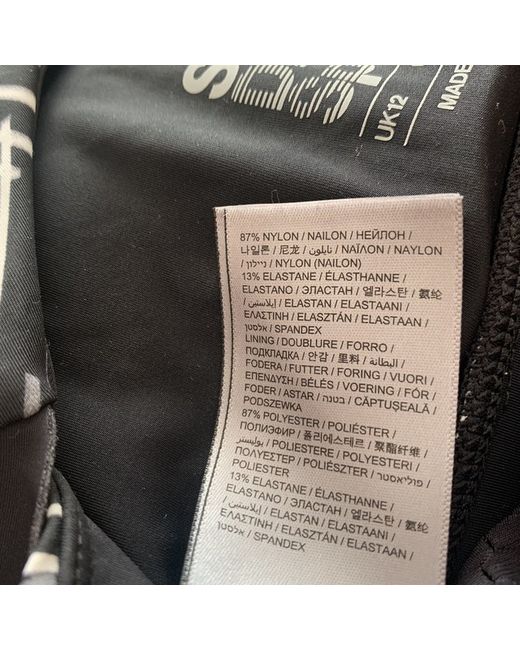 UK12
MADE
87% NYLON / NAILON / НЕЙЛОН /
나일론 / 尼龙 / نايلون / ΝΑΪΛΟΝ / NAYLON
/ ניילון / NYLON (NAILON)
13% ELASTANE / ÉLASTHANNE /
ELASTANO / ЭЛАСТАН / 엘라스탄 / 氨纶
/ إيلاستين / ELASTAN / ELASTAANI /
ΕΛΑΣΤΙΝΗ / ELASZTÁN / ELASTAAN /
אלסטן / SPANDEX
LINING / DOUBLURE / FORRO /
ПОДКЛАДКА / 안감 / 里料 / البطانة /
FODERA / FUTTER / FORING / VUORI /
ΕΠΕΝΔΥΣΗ / BÉLÉS / VOERING / FÓR /
FODER / ASTAR / בטנה / CĂPTUȘEALĂ /
PODSZEWKA
87% POLYESTER / POLIÉSTER /
ПОЛИЭФИР / 폴리에스테르 / 聚酯纤维 /
بوليستر / POLIESTERE / POLYESTERI /
ΠΟΛΥΕΣΤΕΡ / POLIÉSZTER / פוליאסטר /
POLIESTER
13% ELASTANE / ÉLASTHANNE /
ELASTANO / ЭЛАСТАН / 엘라스탄 / 氨纶
/ إيلاستين / ELASTAN / ELASTAANI /
ΕΛΑΣΤΙΝΗ / ELASZTÁN / ELASTAAN /
אלסטן / SPANDEX